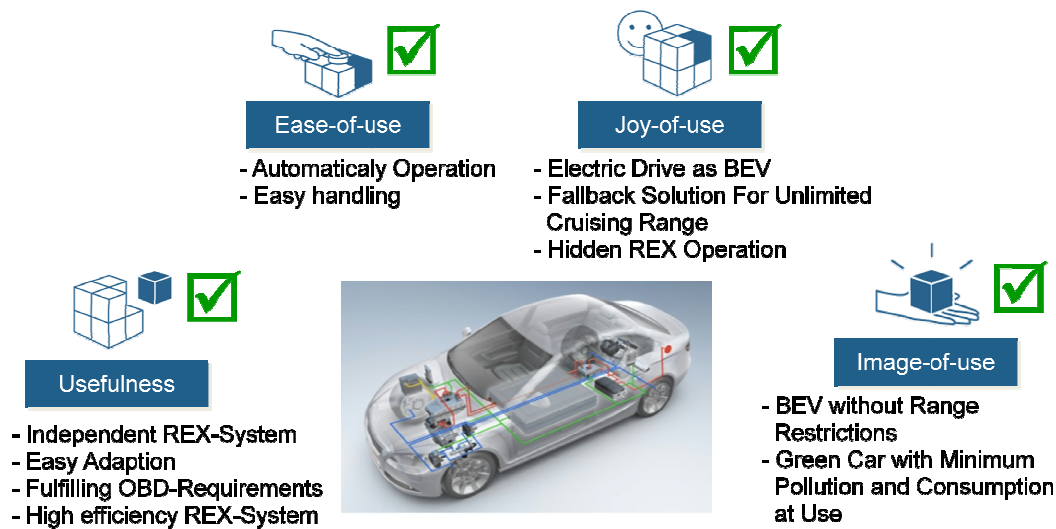 Ease-of-use
- Automaticaly Operation
- Easy handling
Joy-of-use
- Electric Drive as BEV
- Fallback Solution For Unlimited
Cruising Range
- Hidden REX Operation
Usefulness
- Independent REX-System
- Easy Adaption
- Fulfilling OBD-Requirements
- High efficiency REX-System
Image-of-use
- BEV without Range
Restrictions
- Green Car with Minimum
Pollution and Consumption
at Use